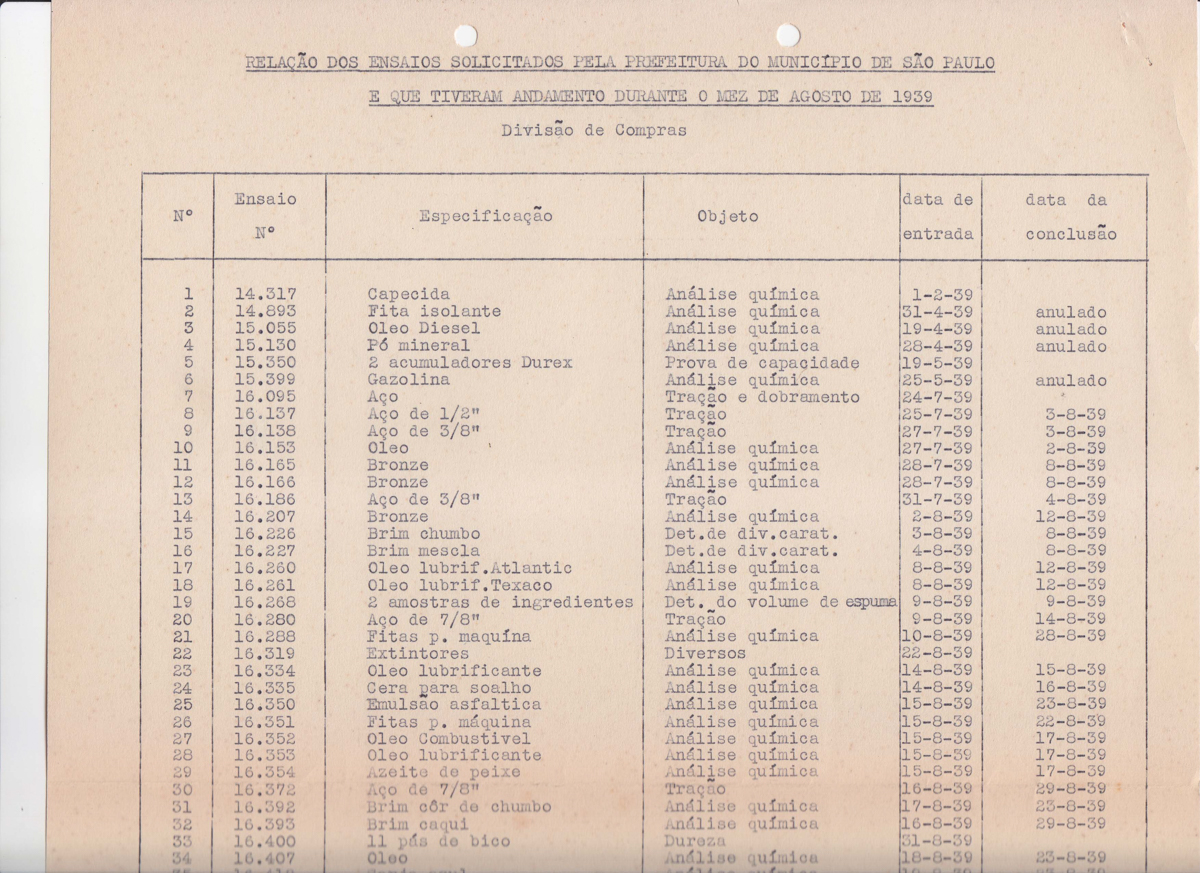 RELAÇÃO DOS ENSAIOS SOLICITADOS PELA PREFEITURA DO MUNICÍPIO DE SÃO PAULO
E QUE TIVERAM ANDAMENTO DURANTE O MEZ DE AGOSTO DE 1939
Divisão de Compras
Nº Ensaio Nº Especificação Objeto data de entrada data da conclusão
1 14.317 Capecida Análise química 1-2-39
2 14.893 Fita isolante Análise química 31-4-39 anulado
3 15.055 Oleo Diesel Análise química 19-4-39 anulado
4 15.130 Pó mineral Análise química 28-4-39 anulado
5 15.350 2 acumuladores Durex Prova de capacidade 19-5-39
6 15.399 Gazolina Análise química 25-5-39 anulado
7 16.095 Aço Tração e dobramento 24-7-39
8 16.137 Aço de 1/2" Tração 25-7-39 3-8-39
9 16.138 Aço de 3/8" Tração 27-7-39 3-8-39
10 16.153 Oleo Análise química 27-7-39 2-8-39
11 16.165 Bronze Análise química 28-7-39 8-8-39
12 16.166 Bronze Análise química 28-7-39 8-8-39
13 16.186 Aço de 3/8" Tração 31-7-39 4-8-39
14 16.207 Bronze Análise química 2-8-39 12-8-39
15 16.226 Brim chumbo Det.de div.carat. 3-8-39 8-8-39
16 16.227 Brim mescla Det.de div.carat. 4-8-39 8-8-39
17 16.260 Oleo lubrif.Atlantic Análise química 8-8-39 12-8-39
18 16.261 Oleo lubrif.Texaco Análise química 8-8-39 12-8-39
19 16.268 2 amostras de ingredientes Det. do volume de espuma 9-8-39 9-8-39
20 16.280 Aço de 7/8" Tração 9-8-39 14-8-39
21 16.288 Fitas p. maquína Análise química 10-8-39 28-8-39
22 16.319 Extintores Diversos 22-8-39
23 16.334 Oleo lubrificante Análise química 14-8-39 15-8-39
24 16.335 Cera para soalho Análise química 14-8-39 16-8-39
25 16.350 Emulsão asfaltica Análise química 15-8-39 23-8-39
26 16.351 Fitas p. máquina Análise química 15-8-39 22-8-39
27 16.352 Oleo Combustivel Análise química 15-8-39 17-8-39
28 16.353 Oleo lubrificante Análise química 15-8-39 17-8-39
29 16.354 Azeite de peixe Análise química 15-8-39 17-8-39
30 16.372 Aço de 7/8" Tração 16-8-39 29-8-39
31 16.392 Brim côr de chumbo Análise química 17-8-39 23-8-39
32 16.393 Brim caqui Análise química 16-8-39 29-8-39
33 16.400 11 pás de bico Dureza 31-8-39
34 16.407 Oleo Análise química 18-8-39 23-8-39